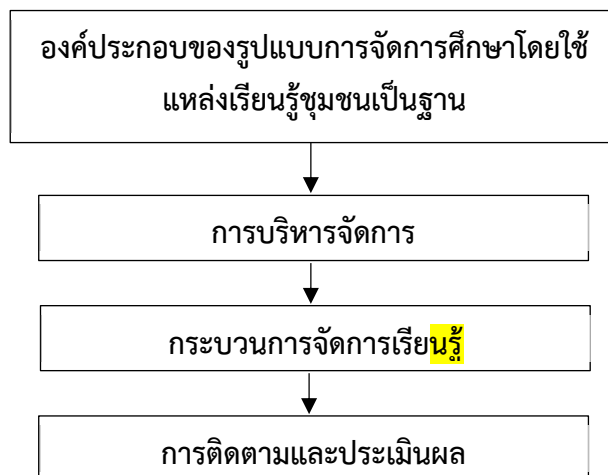 องค์ประกอบของรูปแบบการจัดการศึกษาโดยใช้
แหล่งเรียนรู้ชุมชนเป็นฐาน
การบริหารจัดการ
กระบวนการจัดการเรียนรู้
การติดตามและประเมินผล